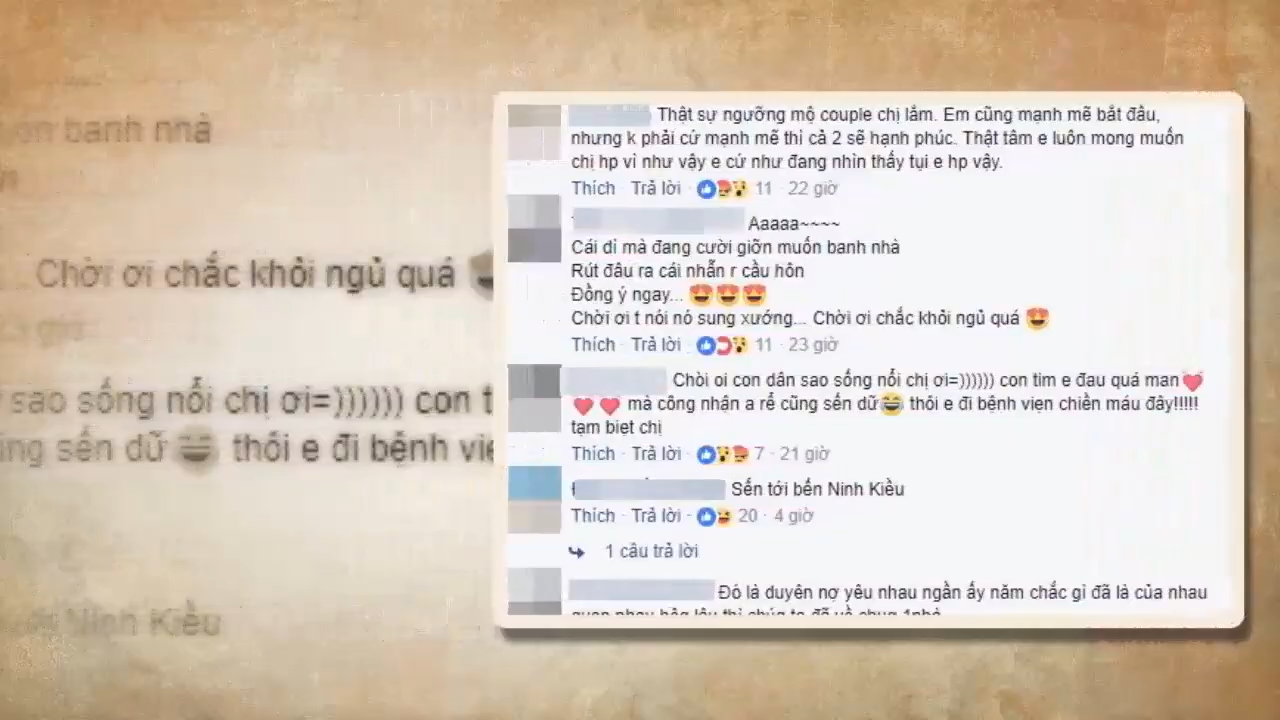 Thật sự ngưỡng mộ couple chị lắm. Em cũng mạnh mẽ bắt đầu,
nhưng k phải cứ mạnh mẽ thì cả 2 sẽ hạnh phúc. Thật tâm e luôn mong muốn
chị hp vì như vậy e cứ như đang nhìn thấy tụi e hp vậy.
Thích · Trả lời · 11 · 22 giờ
Aaaaa~~~~
Cái dì mà đang cười giỡn muốn banh nhà
Rút đâu ra cái nhẫn r cầu hôn
Đồng ý ngay... 😍😍😍
Chời ơi t nói nó sung xướng... Chời ơi chắc khỏi ngủ quá 😍
Thích · Trả lời · 11 · 23 giờ
Chòi oi con dân sao sống nổi chị ơi=)))))) con tim e đau quá man💓
❤❤ mà công nhận a rể cũng sến dữ😂 thôi e đi bệnh viẹn chiền máu đây!!!!!
tạm biẹt chị
Thích · Trả lời · 7 · 21 giờ
Sến tới bến Ninh Kiều
Thích · Trả lời · 20 · 4 giờ
1 câu trả lời
Đó là duyên nợ yêu nhau ngần ấy năm chắc gì đã là của nhau
banh nhà
Chời ơi chắc khỏi ngủ quá
giờ
sao sống nổi chị ơi=)))))) con t
sến dữ 😂 thôi e đi bệnh viẹ
Ninh Kiều